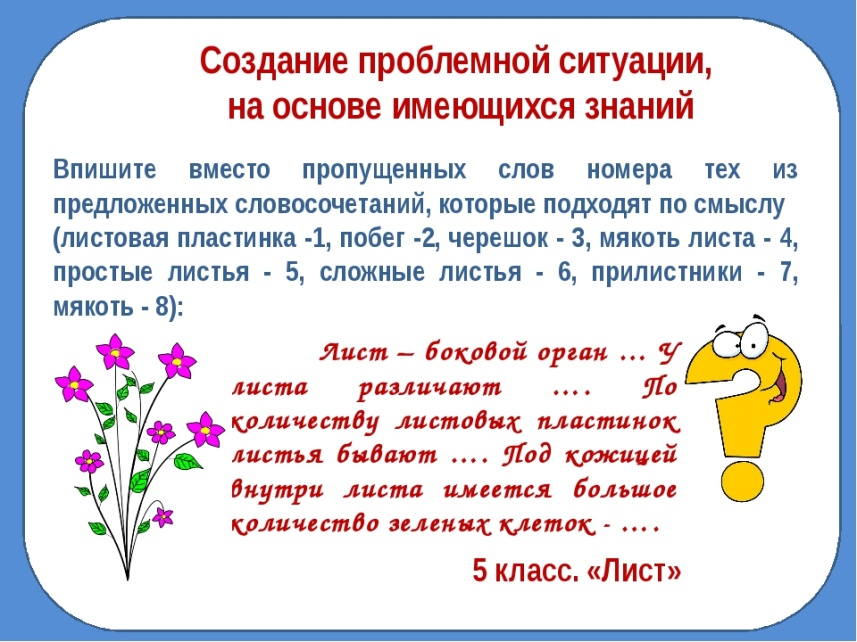 Создание проблемной ситуации,
на основе имеющихся знаний
Впишите вместо пропущенных слов номера тех из
предложенных словосочетаний, которые подходят по смыслу
(листовая пластинка -1, побег -2, черешок - 3, мякоть листа - 4,
простые листья - 5, сложные листья - 6, прилистники - 7,
мякоть - 8):
Лист – боковой орган … У
листа различают …. По
количеству листовых пластинок
листья бывают …. Под кожицей
внутри листа имеется большое
количество зеленых клеток - ….
5 класс. «Лист»